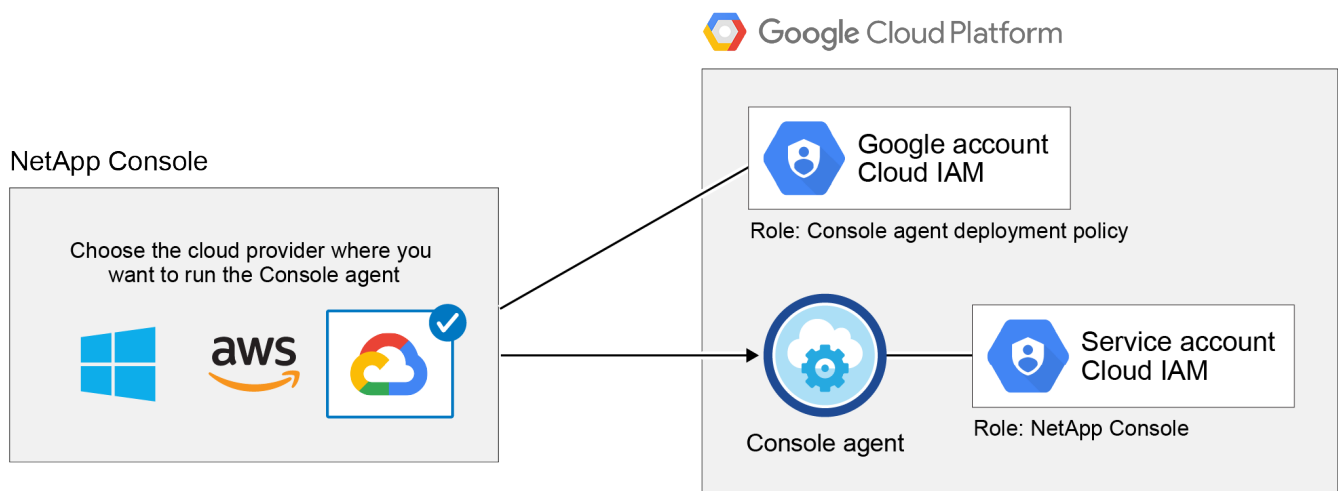 Google Cloud Platform
NetApp Console
Choose the cloud provider where you
want to run the Console agent
aws
Google account
Cloud IAM
Role: Console agent deployment policy
Console agent
Service account
Cloud IAM
Role: NetApp Console